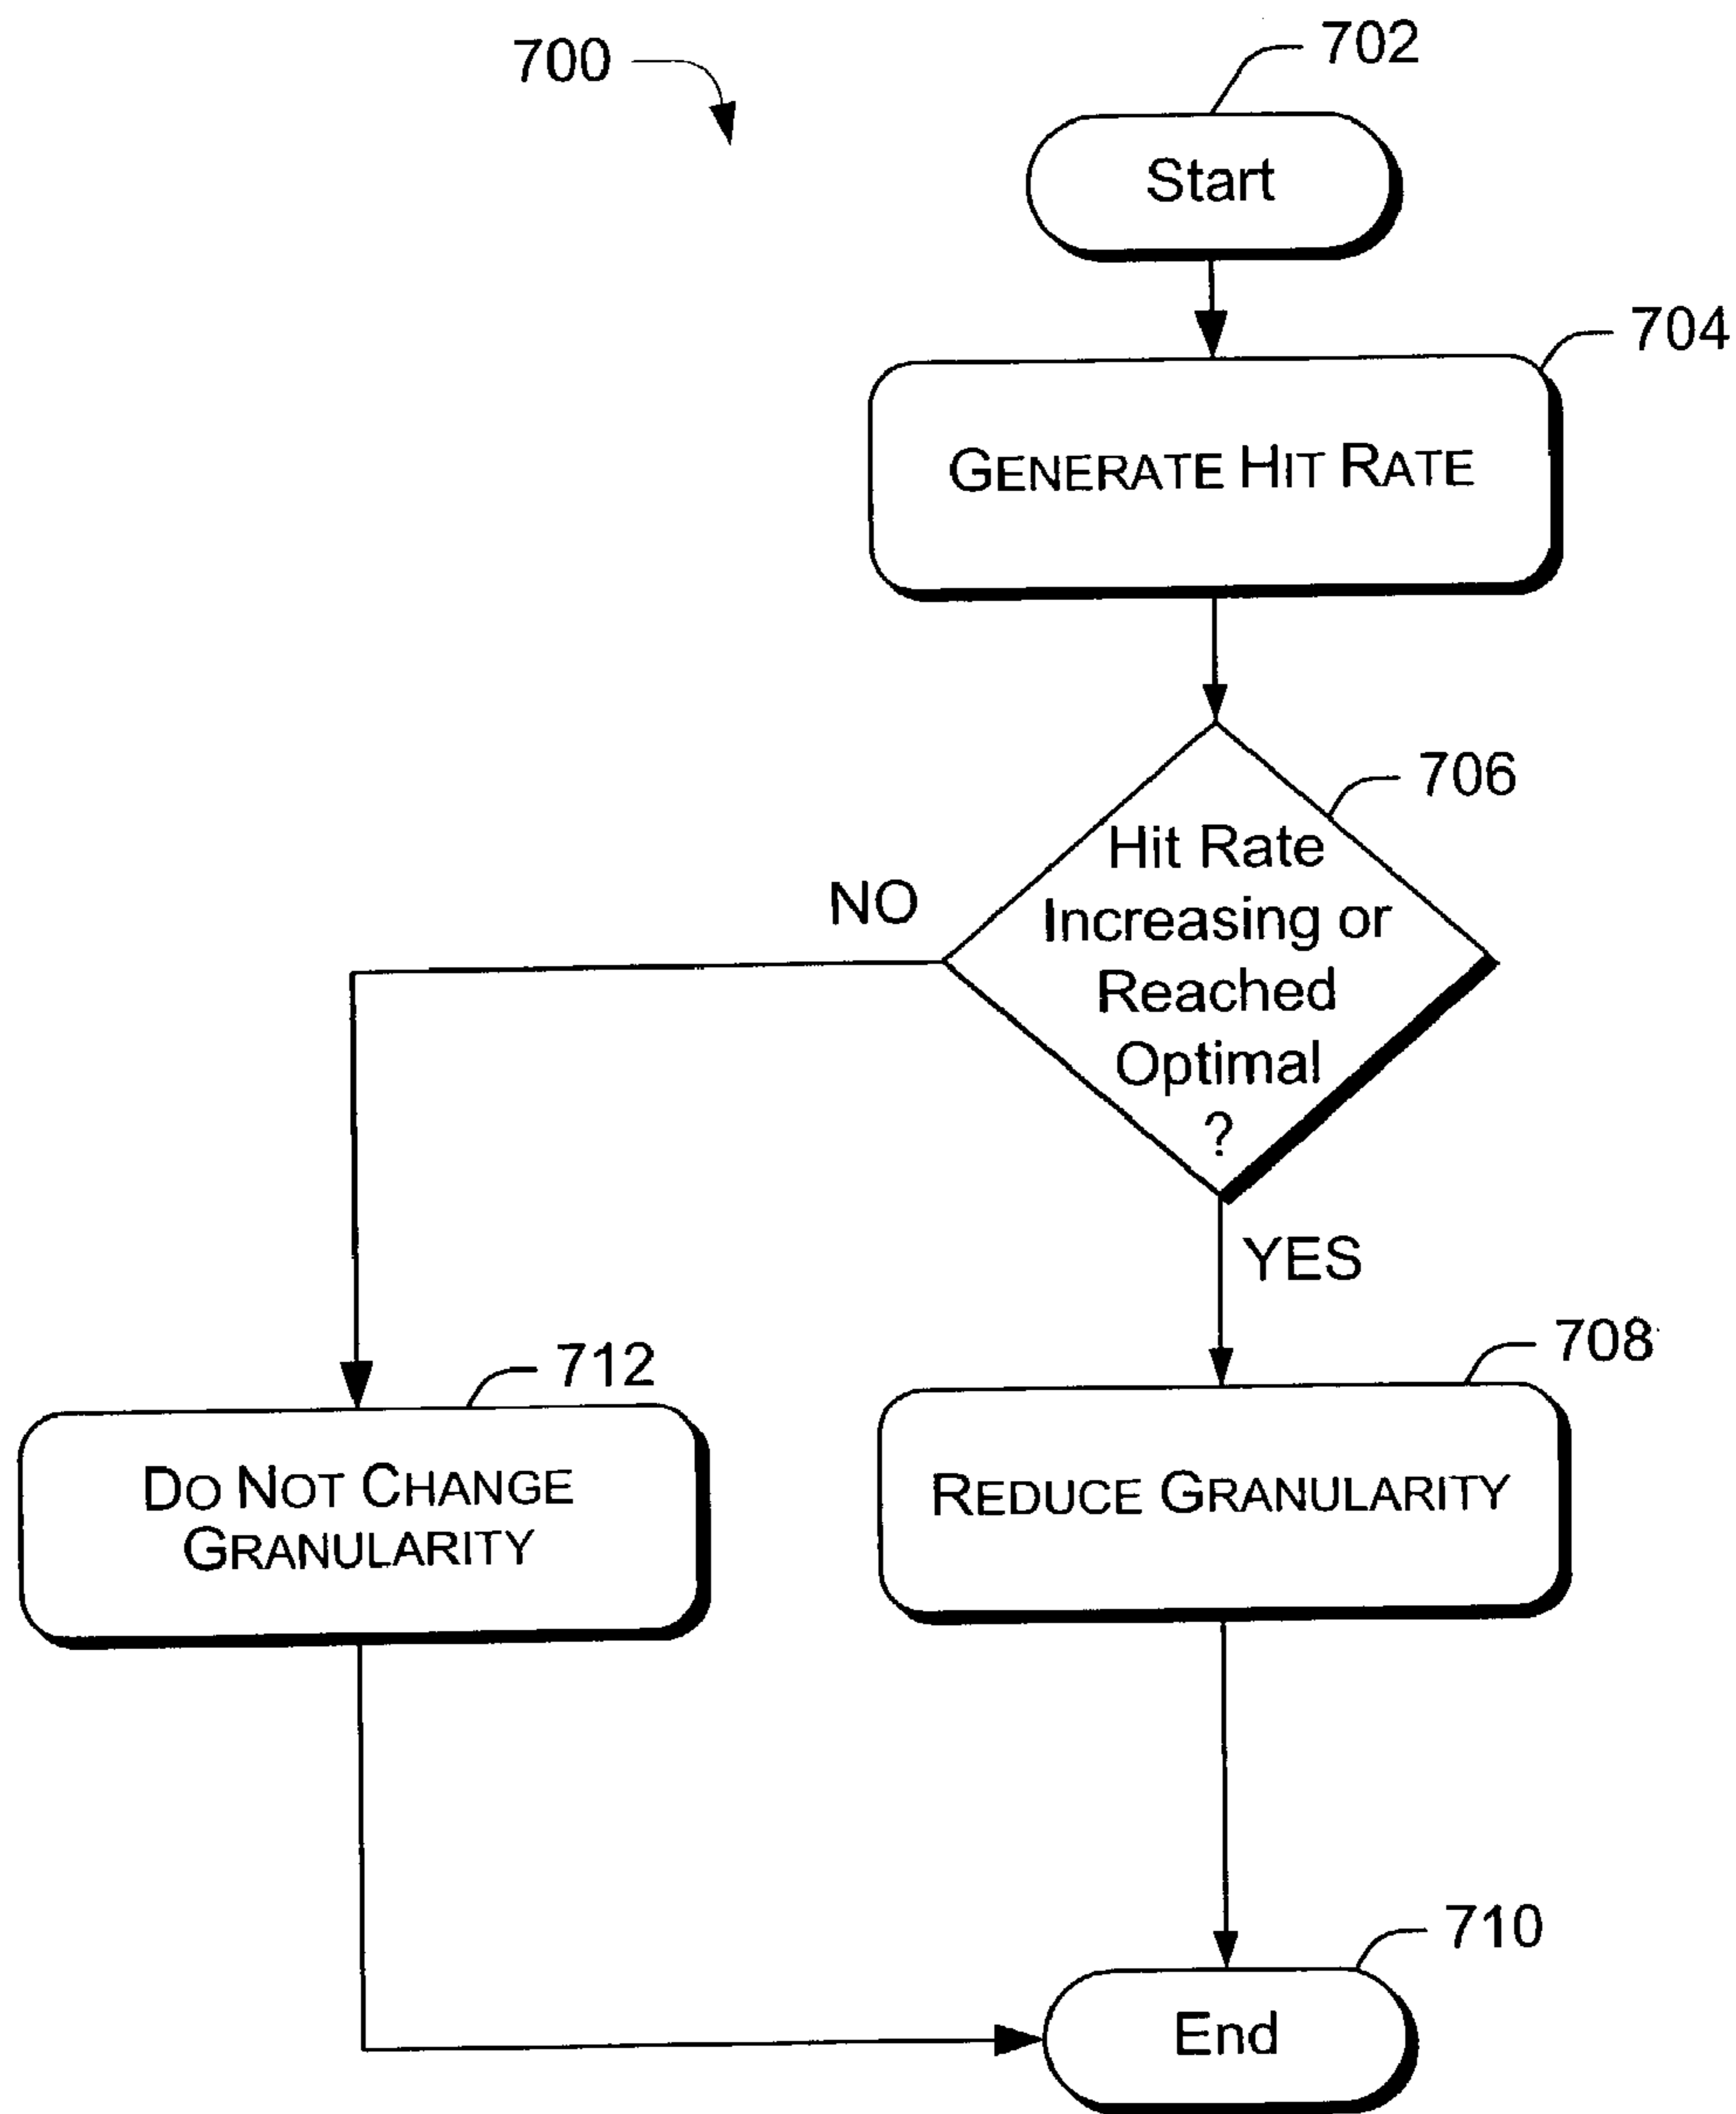 700
702
Start
704
GENERATE HIT RATE
706
Hit Rate
Increasing or
Reached
Optimal
?
NO
YES
712
DO NOT CHANGE
GRANULARITY
708
REDUCE GRANULARITY
710
End